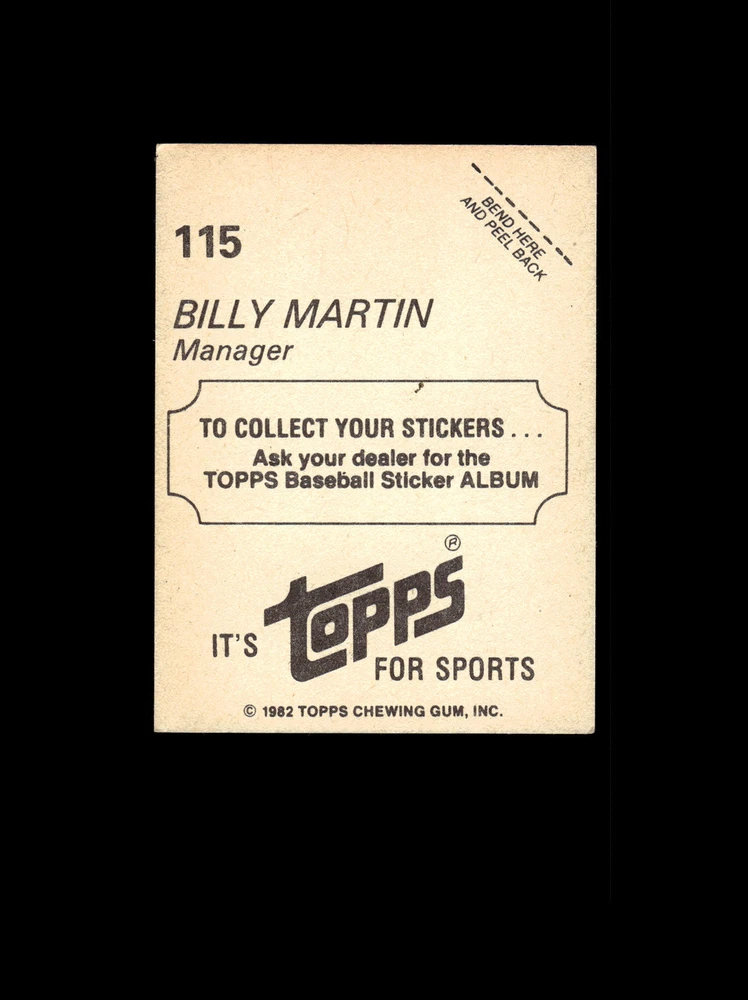 115
BEND HERE
AND PEEL BACK
BILLY MARTIN
Manager
TO COLLECT YOUR STICKERS . . .
Ask your dealer for the
TOPPS Baseball Sticker ALBUM
IT'S topps ®
FOR SPORTS
© 1982 TOPPS CHEWING GUM, INC.